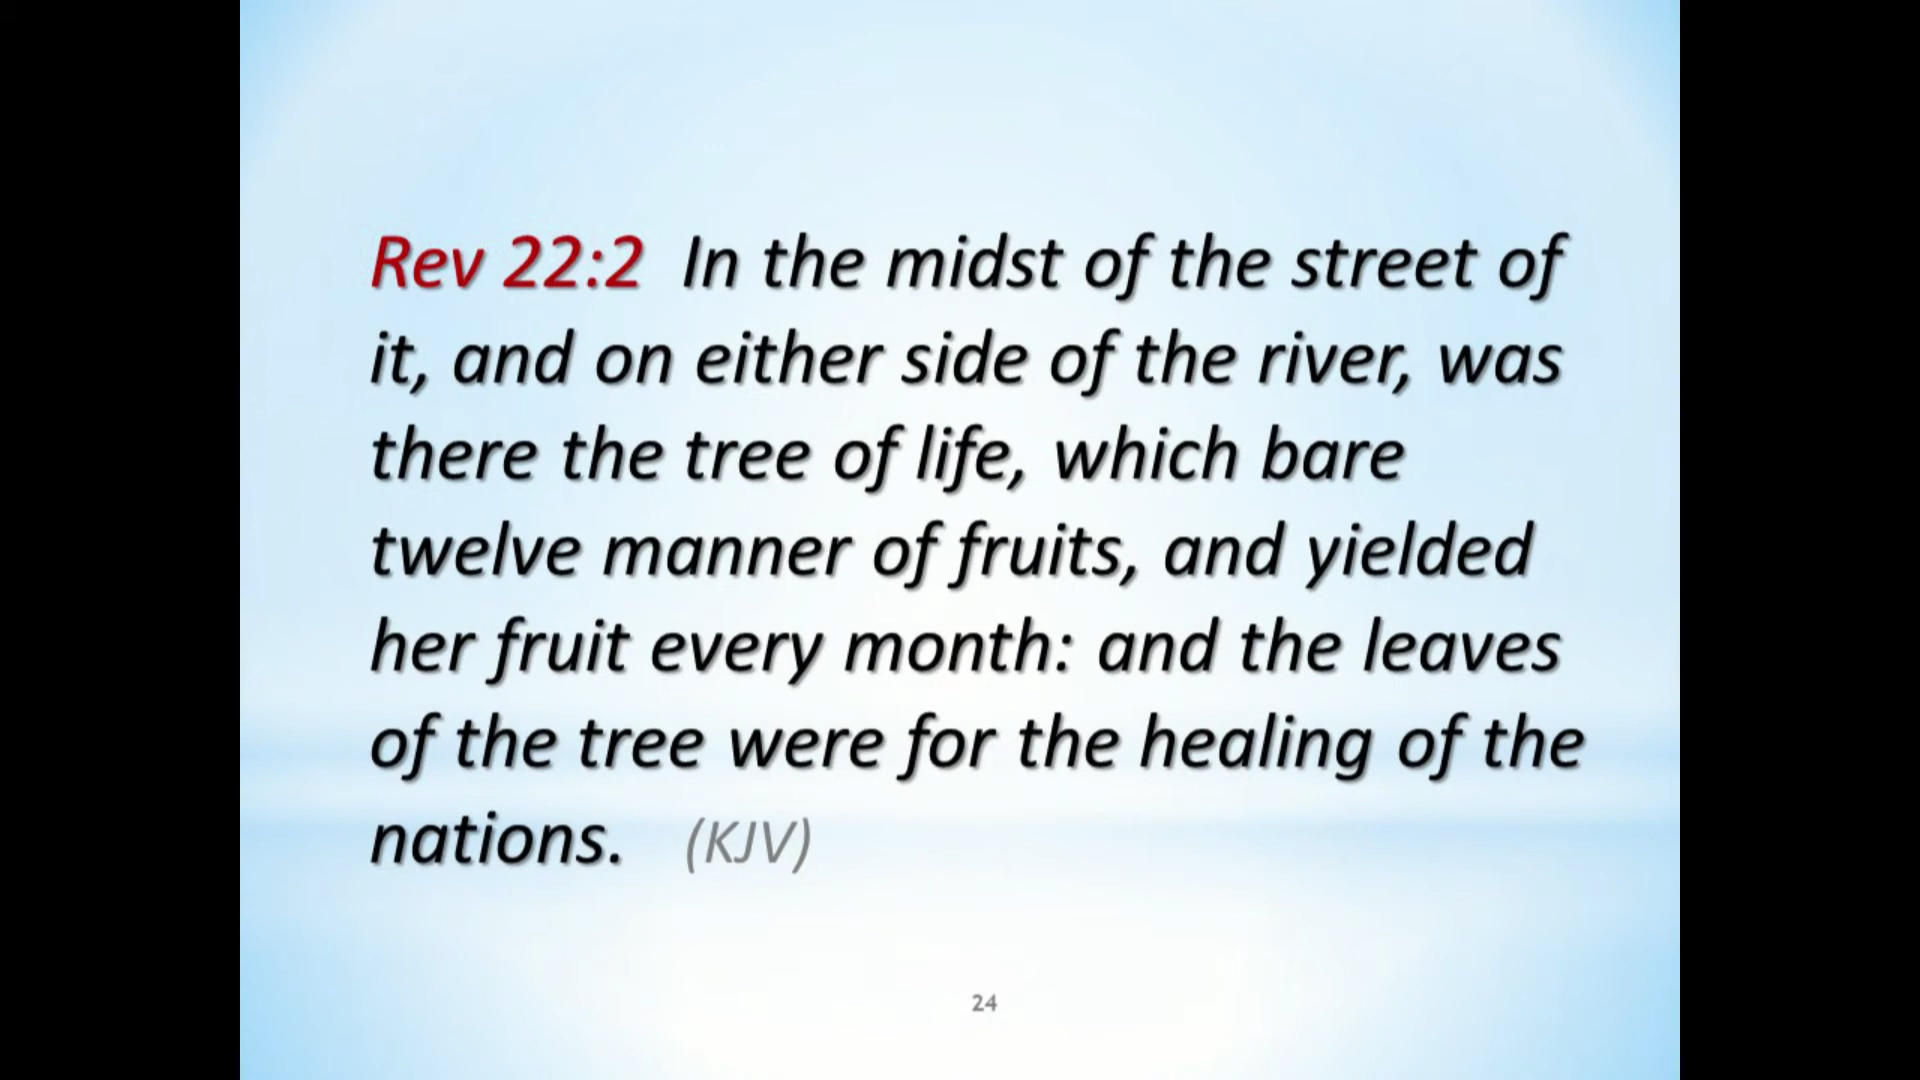 Rev 22:2  In the midst of the street of
it, and on either side of the river, was
there the tree of life, which bare
twelve manner of fruits, and yielded
her fruit every month: and the leaves
of the tree were for the healing of the
nations.   (KJV)
24